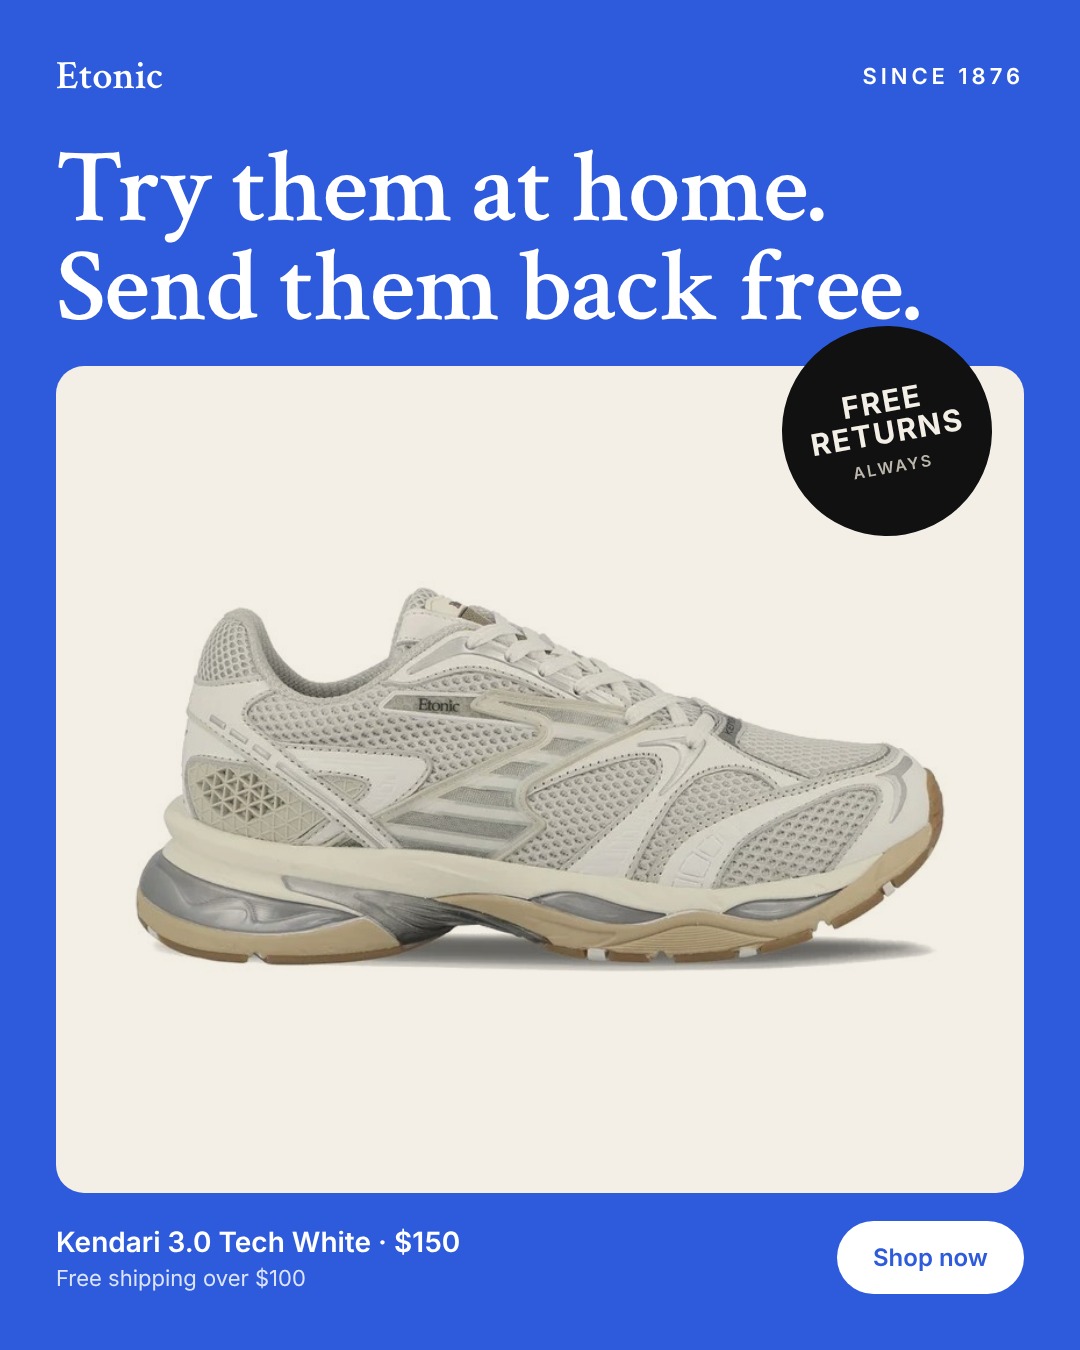 Etonic
SINCE 1876
Try them at home.
Send them back free.
FREE
RETURNS
ALWAYS
Etonic
Kendari 3.0 Tech White · $150
Free shipping over $100
Shop now